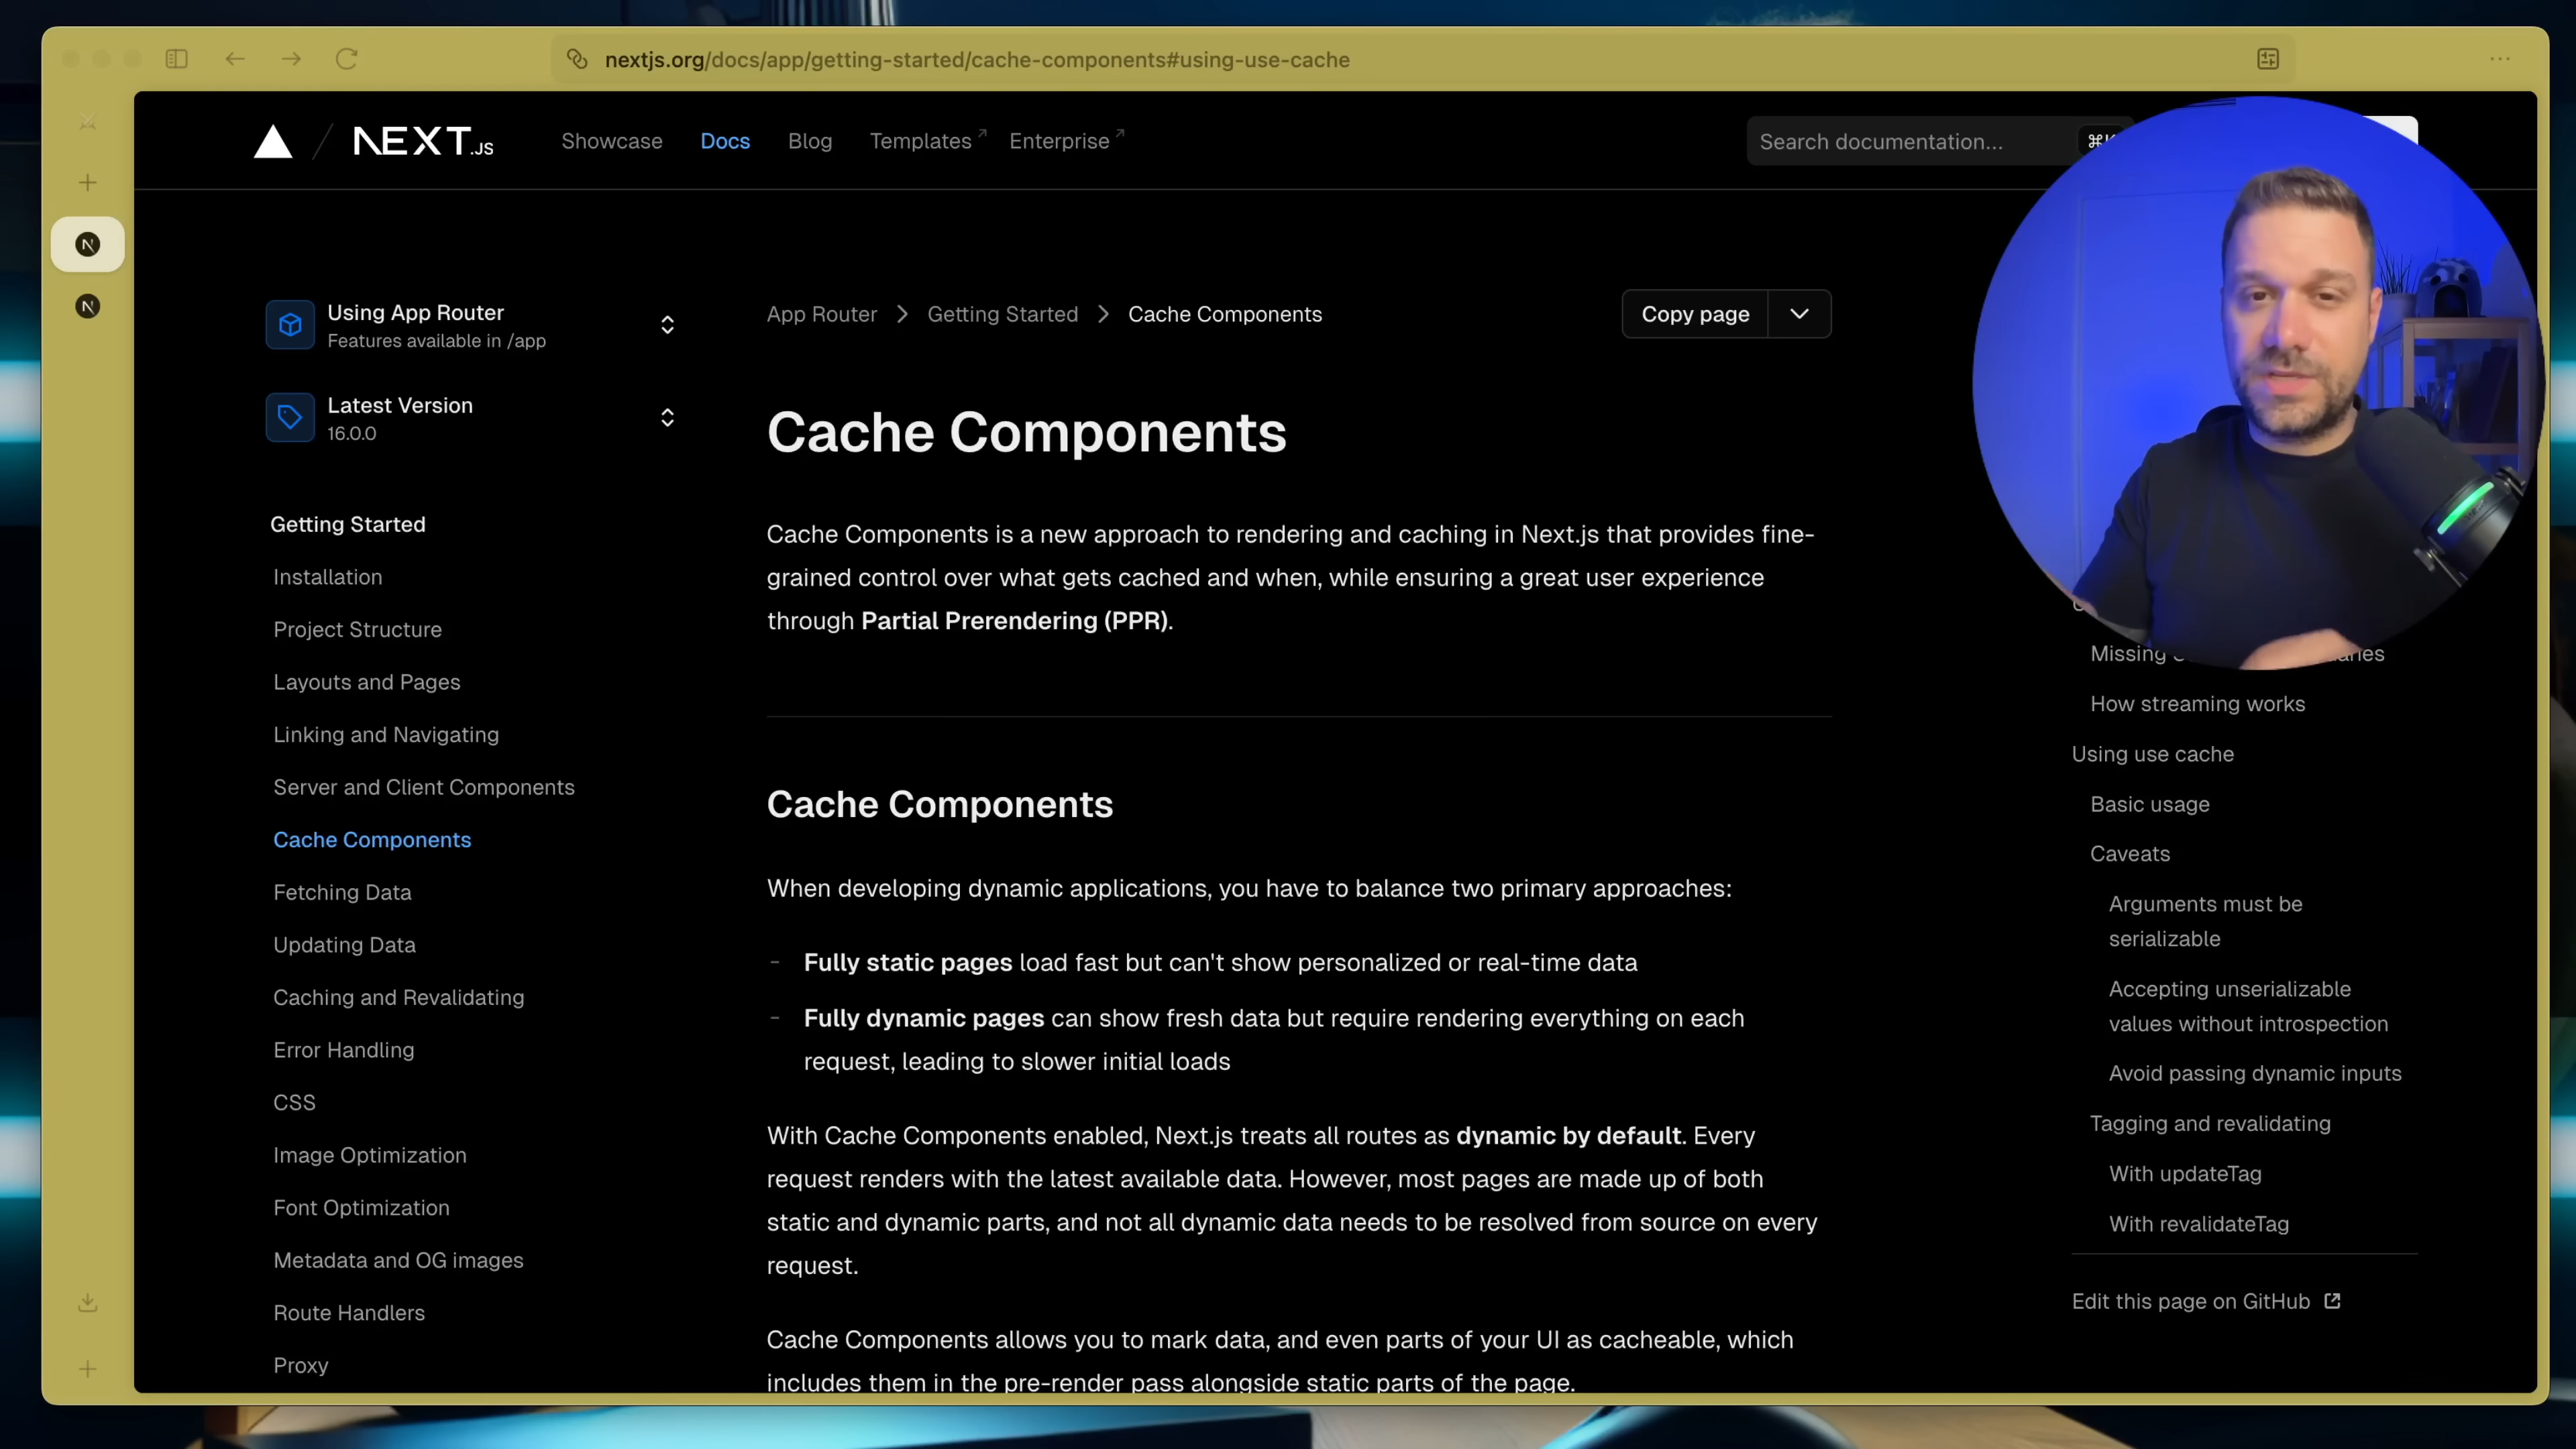 nextjs.org/docs/app/getting-started/cache-components#using-use-cache
NEXT.JS
Showcase
Docs
Blog
Templates
Enterprise
Search documentation...
Using App Router
Features available in /app
Latest Version
16.0.0
Getting Started
Installation
Project Structure
Layouts and Pages
Linking and Navigating
Server and Client Components
Cache Components
Fetching Data
Updating Data
Caching and Revalidating
Error Handling
CSS
Image Optimization
Font Optimization
Metadata and OG images
Route Handlers
Proxy
App Router
Getting Started
Cache Components
Copy page
Cache Components
Cache Components is a new approach to rendering and caching in Next.js that provides fine-
grained control over what gets cached and when, while ensuring a great user experience
through Partial Prerendering (PPR).
Cache Components
When developing dynamic applications, you have to balance two primary approaches:
- Fully static pages load fast but can't show personalized or real-time data
- Fully dynamic pages can show fresh data but require rendering everything on each
request, leading to slower initial loads
With Cache Components enabled, Next.js treats all routes as dynamic by default. Every
request renders with the latest available data. However, most pages are made up of both
static and dynamic parts, and not all dynamic data needs to be resolved from source on every
request.
Cache Components allows you to mark data, and even parts of your UI as cacheable, which
includes them in the pre-render pass alongside static parts of the page.
Missing
How streaming works
Using use cache
Basic usage
Caveats
Arguments must be
serializable
Accepting unserializable
values without introspection
Avoid passing dynamic inputs
Tagging and revalidating
With updateTag
With revalidateTag
Edit this page on GitHub